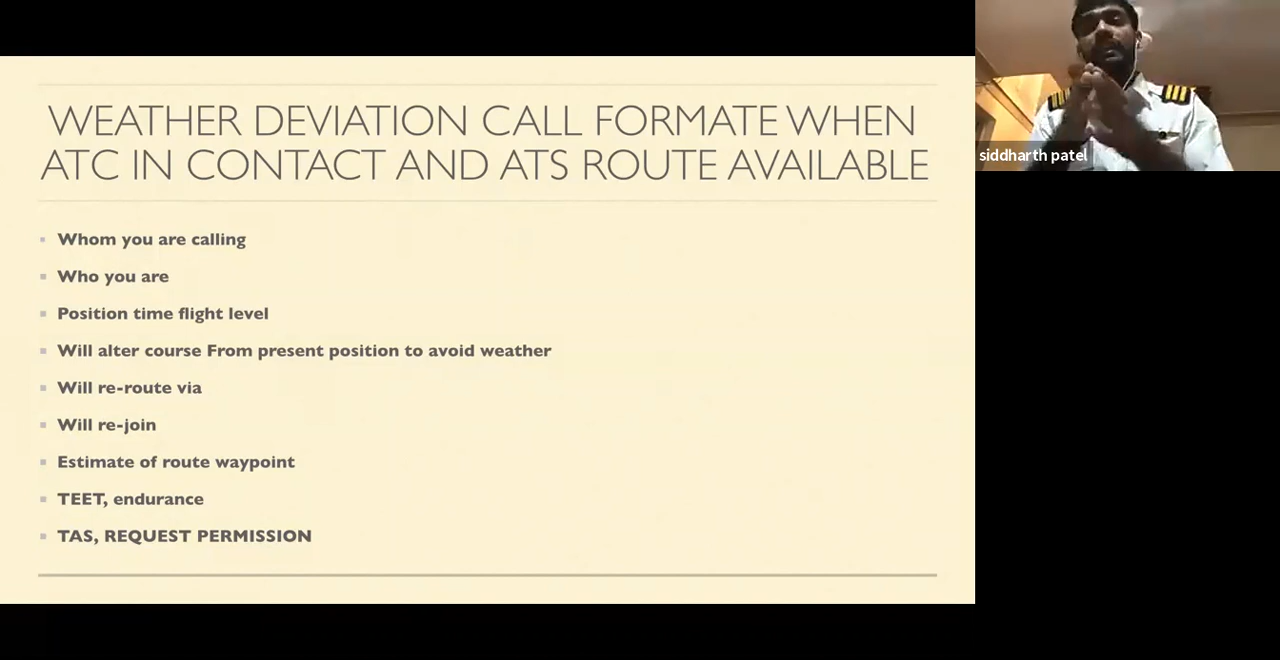 WEATHER DEVIATION CALL FORMATE WHEN
ATC IN CONTACT AND ATS ROUTE AVAILABLE
Whom you are calling
Who you are
Position time flight level
Will alter course From present position to avoid weather
Will re-route via
Will re-join
Estimate of route waypoint
TEET, endurance
TAS, REQUEST PERMISSION
siddharth patel